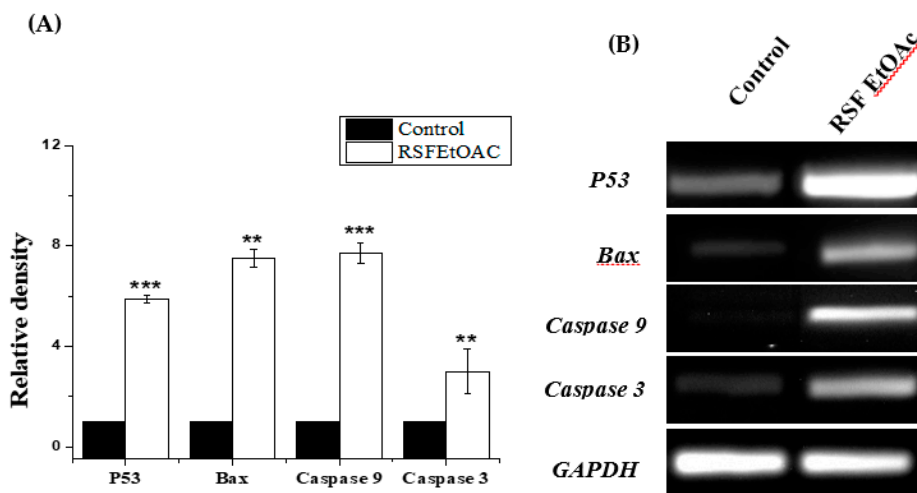 (A)
Control
RSFEtOAC
Relative density
12
8
4
0
***
**
***
**
P53
Bax
Caspase 9
Caspase 3
(B)
Control
RSF EtOAc
P53
Bax
Caspase 9
Caspase 3
GAPDH